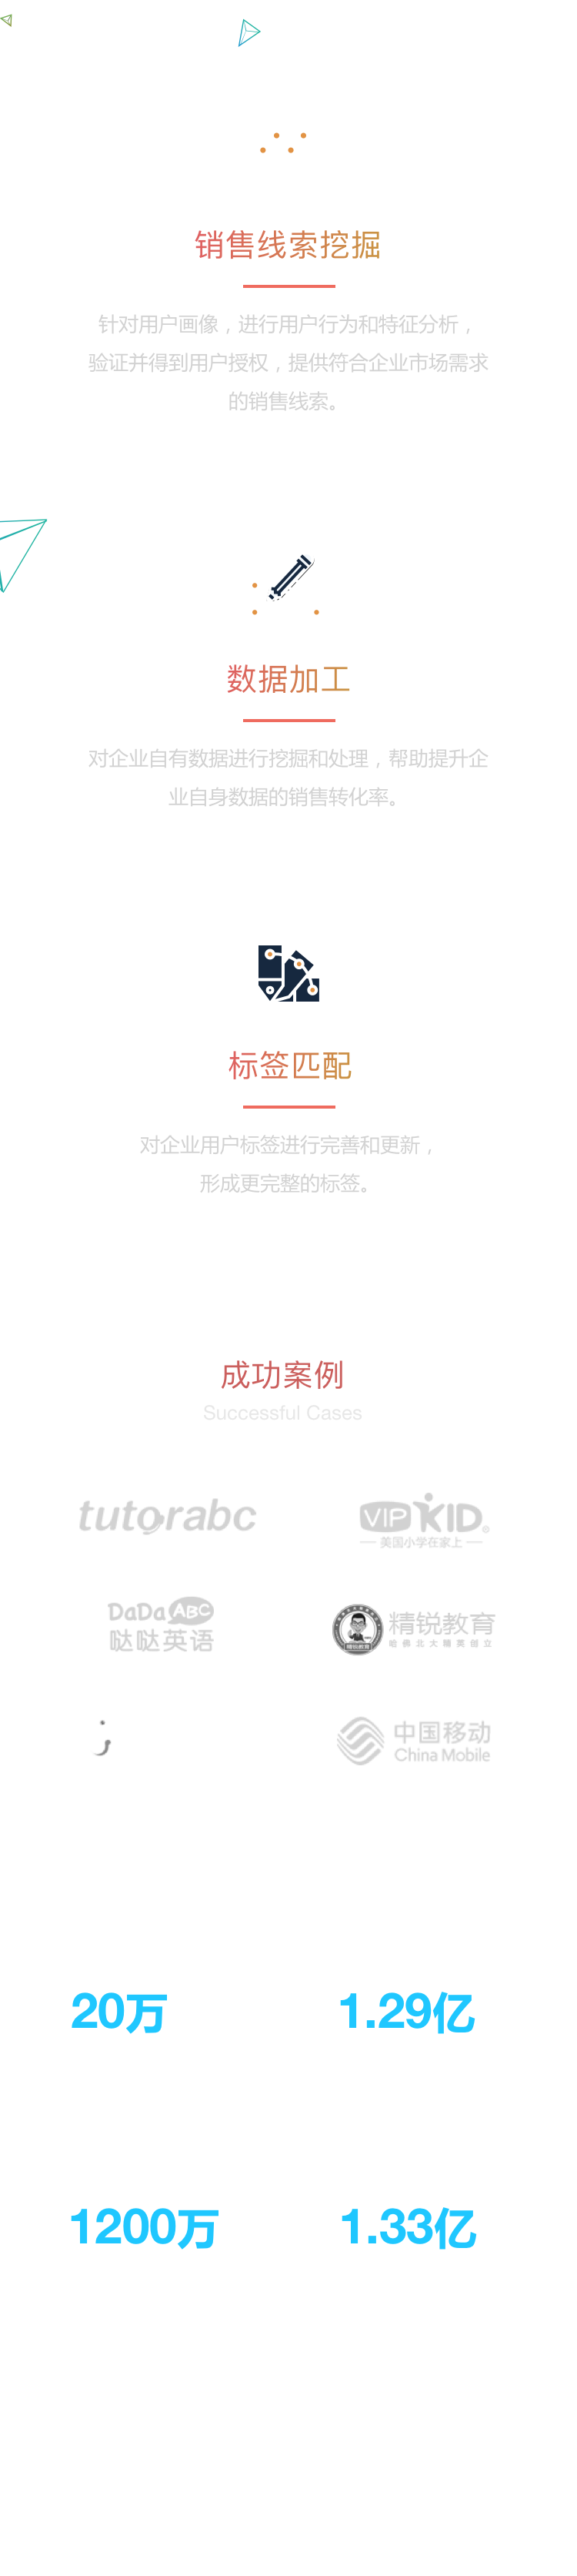 销售线索挖掘
针对用户画像，进行用户行为和特征分析，
验证并得到用户授权，提供符合企业市场需求
的销售线索。
数据加工
对企业自有数据进行挖掘和处理，帮助提升企
业自身数据的销售转化率。
标签匹配
对企业用户标签进行完善和更新，
形成更完整的标签。
成功案例
Successful Cases
tutorabc
VIPKID
美国小学在家上
DaDaABC
哒哒英语
精锐教育
哈佛北大精英创立
精锐教育
中国移动
China Mobile
20万
1.29亿
1200万
1.33亿